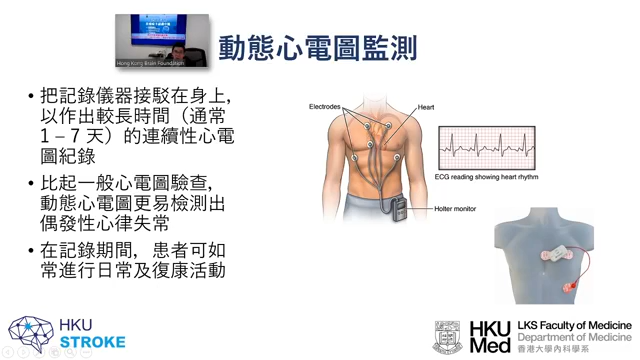 動態心電圖監測
Hong Kong Brain Foundation
• 把記錄儀器接駁在身上，
以作出較長時間（通常
1 – 7 天）的連續性心電
圖紀錄
• 比起一般心電圖驗查，
動態心電圖更易檢測出
偶發性心律失常
• 在記錄期間，患者可如
常進行日常及復康活動
Electrodes
Heart
ECG reading showing heart rhythm
Holter monitor
HKU
STROKE
HKU
Med
LKS Faculty of Medicine
Department of Medicine
香港大學內科學系